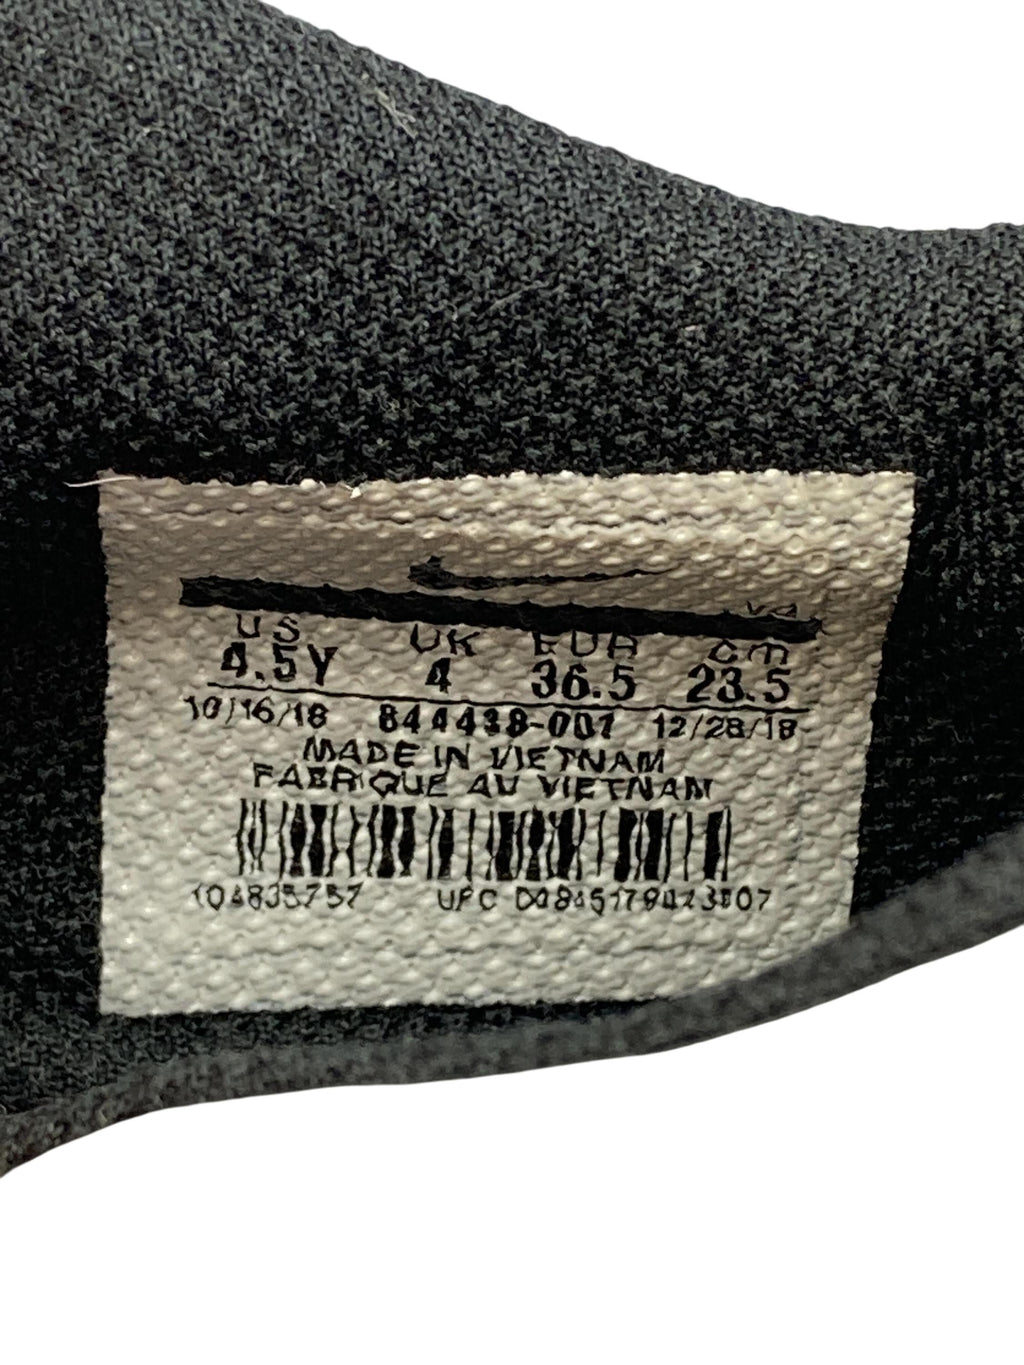 US UK EUR cm
4.5Y 4 36.5 23.5
10/16/18 844438-001 12/28/18
MADE IN VIETNAM
FABRIQUE AU VIETNAM
UPC